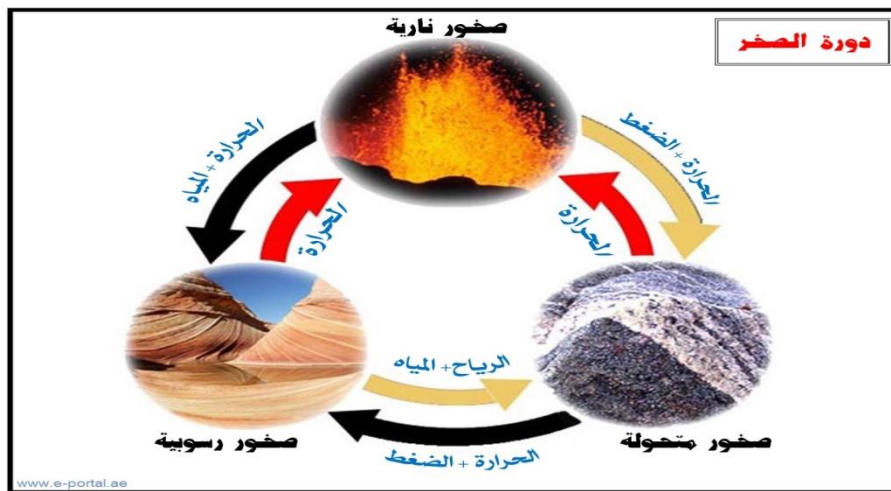 صخور نارية
دورة الصخر
الحرارة+المياه
الحرارة+الضغط
الحرارة
الحرارة
الرياح+المياه
صخور رسوبية
صخور متحولة
الحرارة + الضغط
www.e-portal.ae